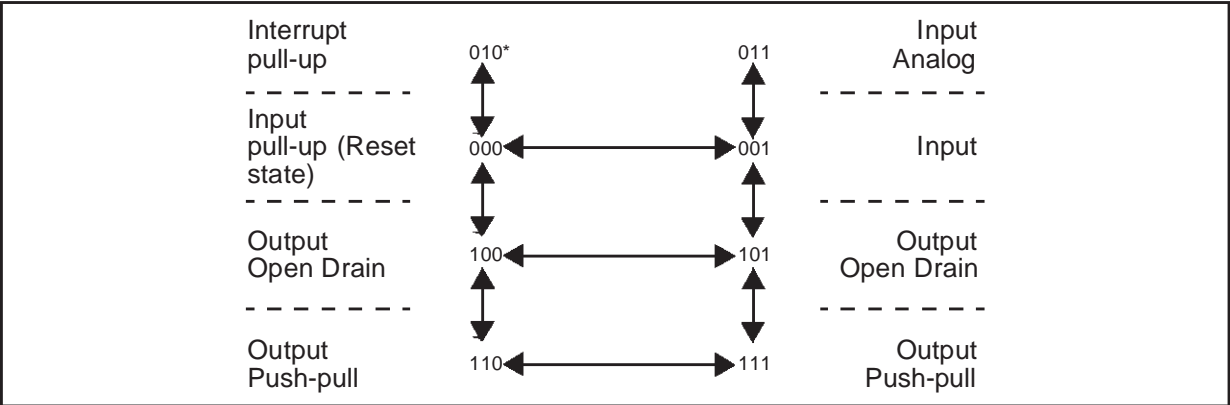 Interrupt
pull-up
010*
011
Input
Analog
Input
pull-up (Reset
state)
000
001
Input
Output
Open Drain
100
101
Output
Open Drain
Output
Push-pull
110
111
Output
Push-pull